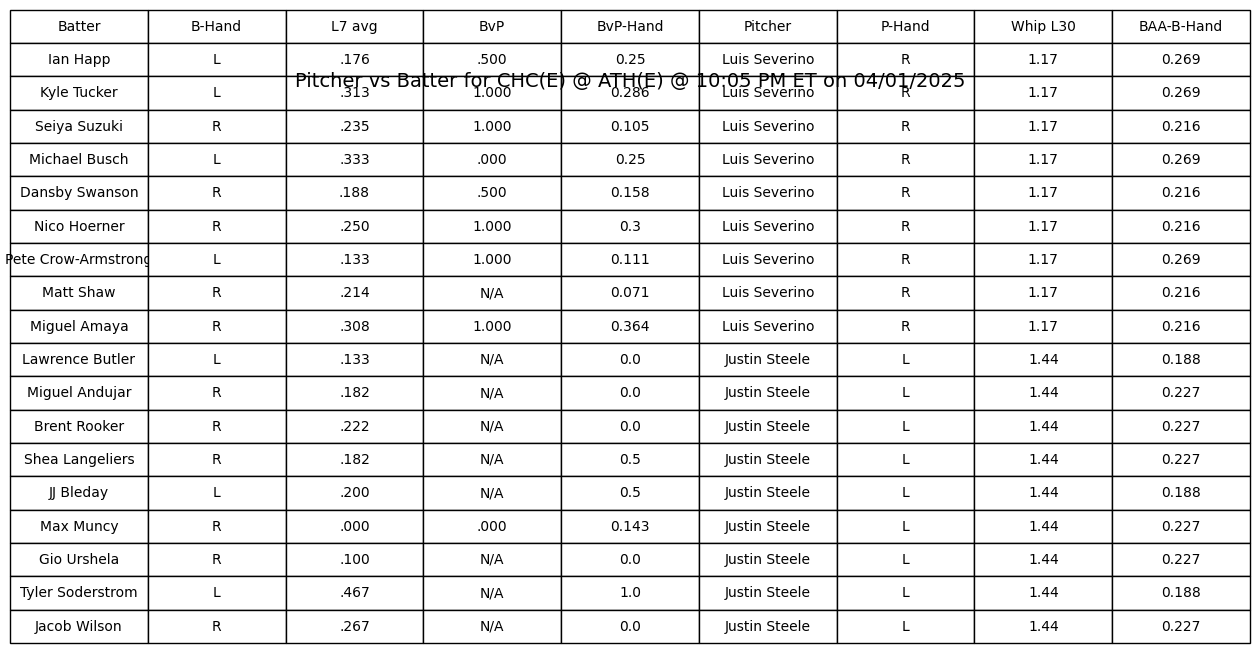 Batter B-Hand L7 avg BvP BvP-Hand Pitcher P-Hand Whip L30 BAA-B-Hand
Ian Happ L .176 .500 0.25 Luis Severino R 1.17 0.269
Pitcher vs Batter for CHC(E) @ ATH(E) @ 10:05 PM ET on 04/01/2025
Kyle Tucker L .313 1.000 0.286 Luis Severino R 1.17 0.269
Seiya Suzuki R .235 1.000 0.105 Luis Severino R 1.17 0.216
Michael Busch L .333 .000 0.25 Luis Severino R 1.17 0.269
Dansby Swanson R .188 .500 0.158 Luis Severino R 1.17 0.216
Nico Hoerner R .250 1.000 0.3 Luis Severino R 1.17 0.216
Pete Crow-Armstrong L .133 1.000 0.111 Luis Severino R 1.17 0.269
Matt Shaw R .214 N/A 0.071 Luis Severino R 1.17 0.216
Miguel Amaya R .308 1.000 0.364 Luis Severino R 1.17 0.216
Lawrence Butler L .133 N/A 0.0 Justin Steele L 1.44 0.188
Miguel Andujar R .182 N/A 0.0 Justin Steele L 1.44 0.227
Brent Rooker R .222 N/A 0.0 Justin Steele L 1.44 0.227
Shea Langeliers R .182 N/A 0.5 Justin Steele L 1.44 0.227
JJ Bleday L .200 N/A 0.5 Justin Steele L 1.44 0.188
Max Muncy R .000 .000 0.143 Justin Steele L 1.44 0.227
Gio Urshela R .100 N/A 0.0 Justin Steele L 1.44 0.227
Tyler Soderstrom L .467 N/A 1.0 Justin Steele L 1.44 0.188
Jacob Wilson R .267 N/A 0.0 Justin Steele L 1.44 0.227